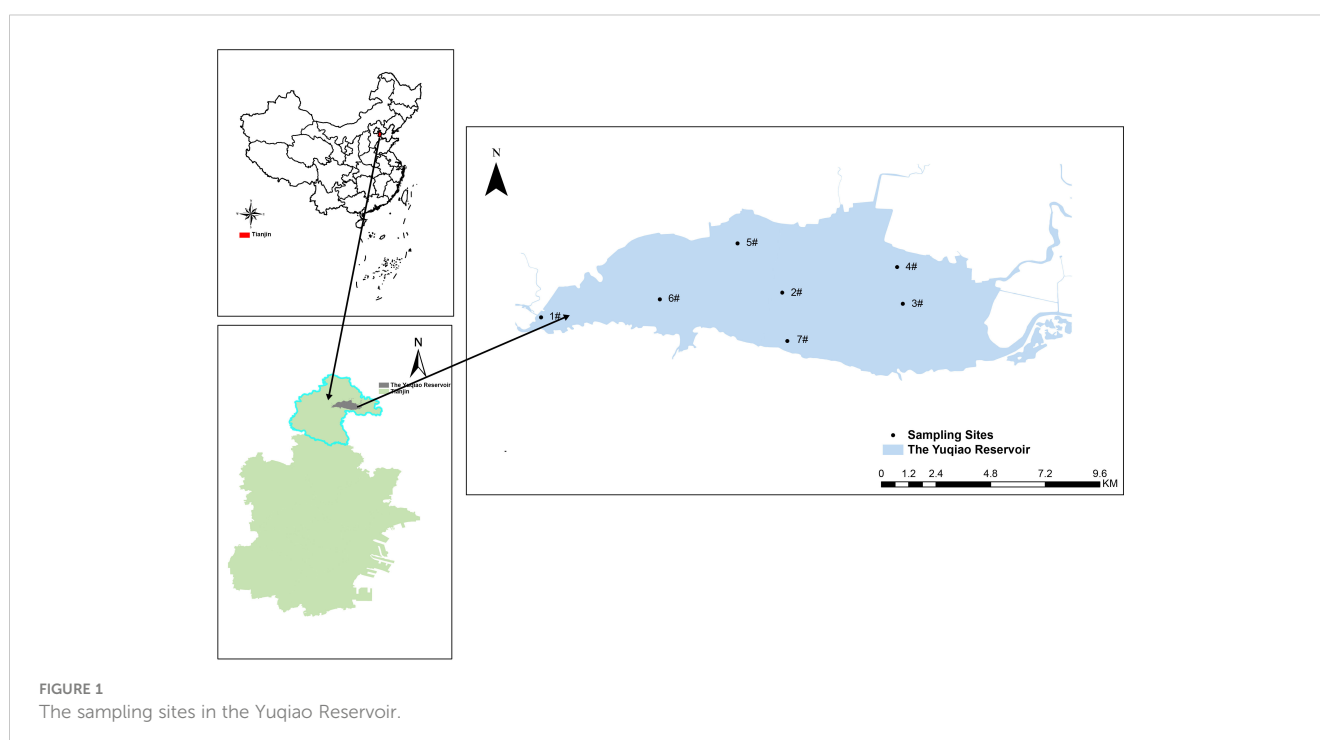 Tianjin
N
The Yuqiao Reservoir
Tianjin
N
5#
4#
2#
6#
3#
1#
7#
Sampling Sites
The Yuqiao Reservoir
0 1.2 2.4 4.8 7.2 9.6
KM
FIGURE 1
The sampling sites in the Yuqiao Reservoir.